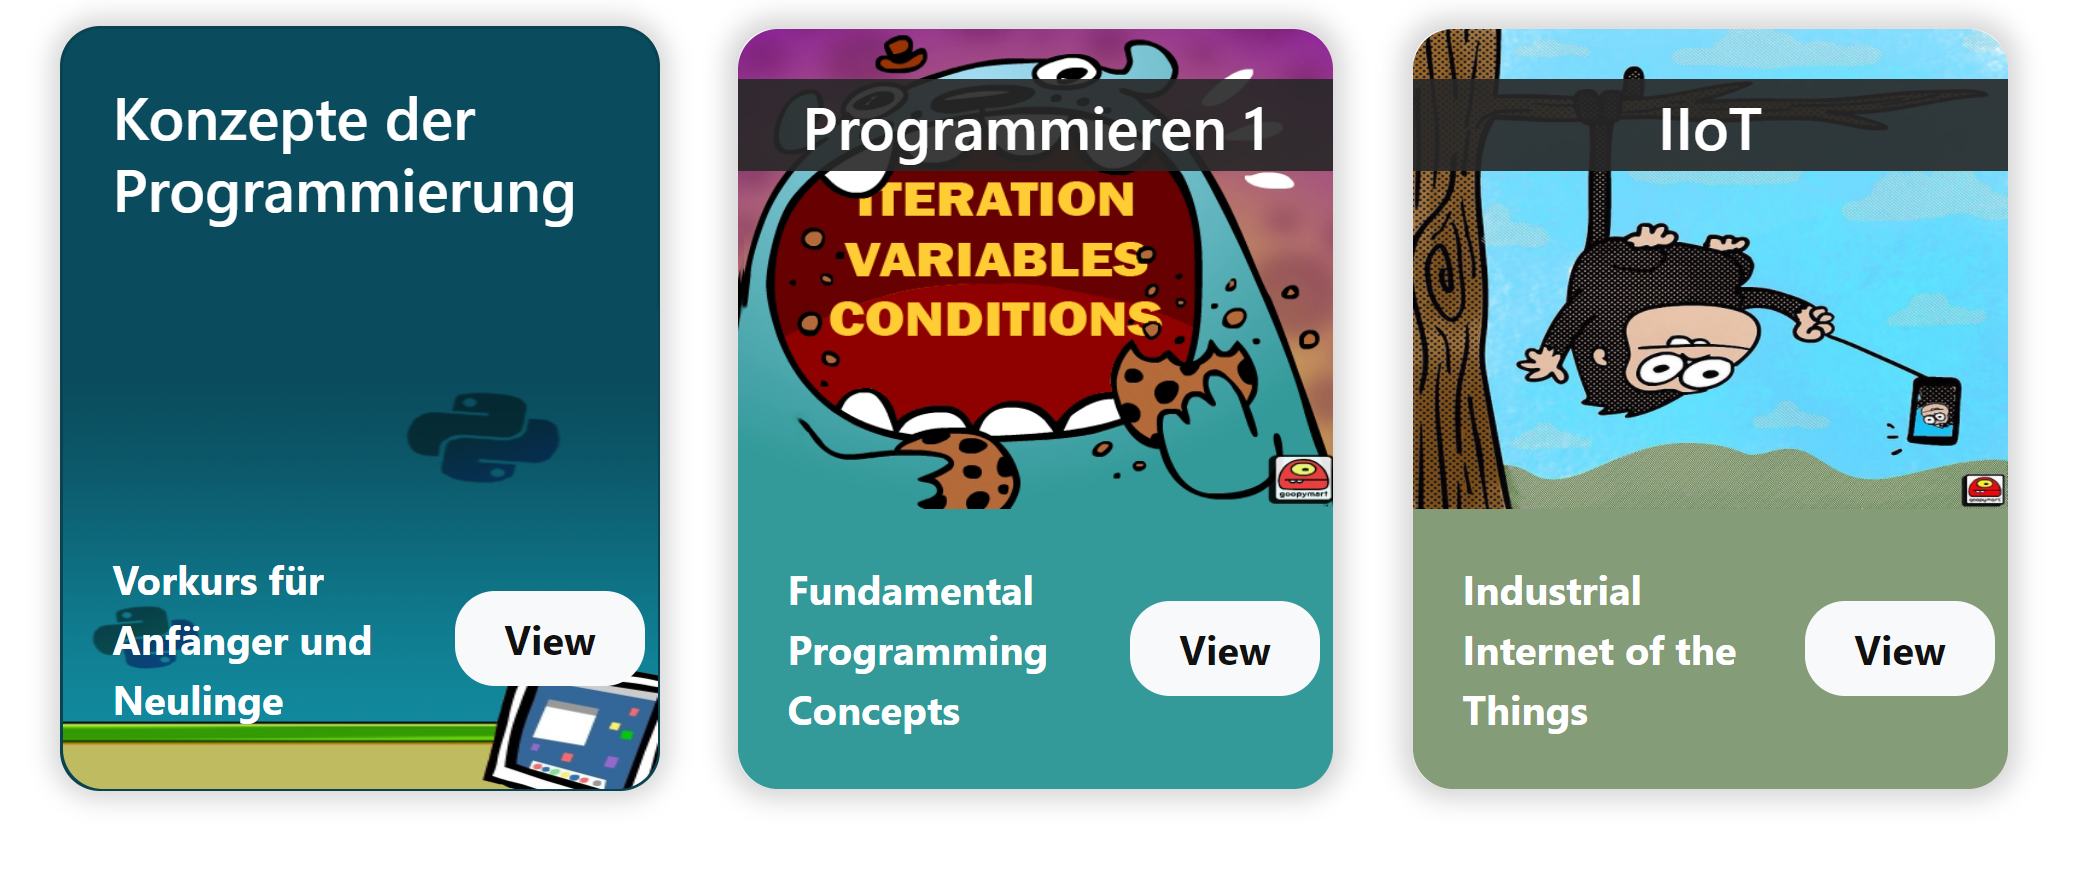 Konzepte der
Programmierung
Vorkurs für
Anfänger und
Neulinge
View
Programmieren 1
ITERATION
VARIABLES
CONDITIONS
goopymart
Fundamental
Programming
Concepts
View
IIoT
goopymart
Industrial
Internet of the
Things
View